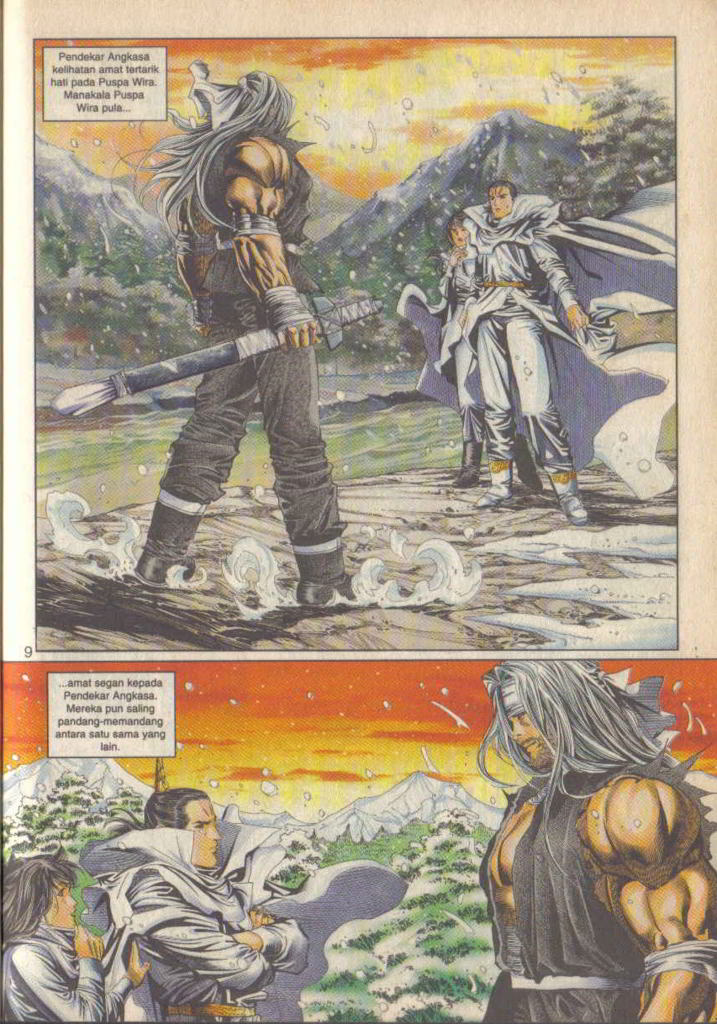 Pendekar Angkasa
kelihatan amat tertarik
hati pada Puspa Wira.
Manakala Puspa
Wira pula...
9
...amat segan kepada
Pendekar Angkasa.
Mereka pun saling
pandang-memandang
antara satu sama yang
lain.